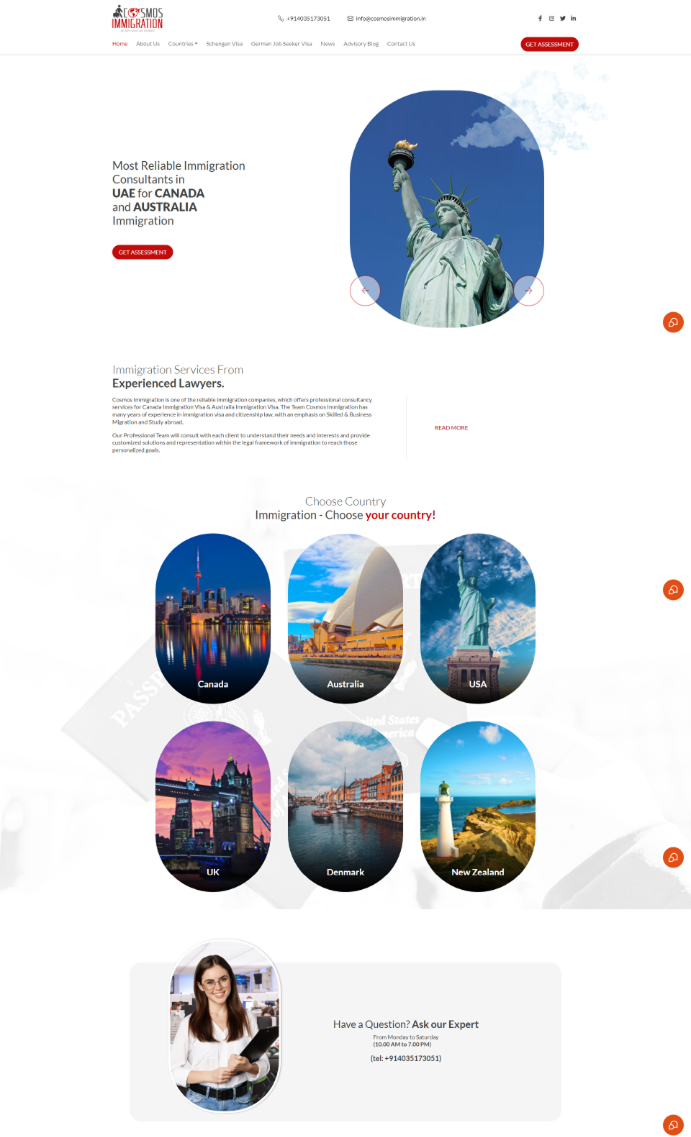 COSMOS
IMMIGRATION
+914035173051
info@cosmosimmigration.in
Home
About Us
Countries
Schengen Visa
German Job Seeker Visa
News
Advisory Blog
Contact Us
GET ASSESSMENT
Most Reliable Immigration
Consultants in
UAE for CANADA
and AUSTRALIA
Immigration
GET ASSESSMENT
Immigration Services From
Experienced Lawyers.
Cosmos Immigration is one of the reliable immigration companies, which offers professional consultancy
services for Canada Immigration Visa & Australia Immigration Visa. The Team Cosmos Immigration has
many years of experience in immigration visa and citizenship law, with an emphasis on Skilled & Business
Migration and Study abroad.
Our Professional Team will consult with each client to understand their needs and interests and provide
customized solutions and representation within the legal framework of immigration to reach those
personalized goals.
READ MORE
Choose Country
Immigration - Choose your country!
Canada
Australia
USA
PASSP
United States
merica
UK
Denmark
New Zealand
Have a Question? Ask our Expert
From Monday to Saturday
(10.00 AM to 7.00 PM)
(tel: +914035173051)